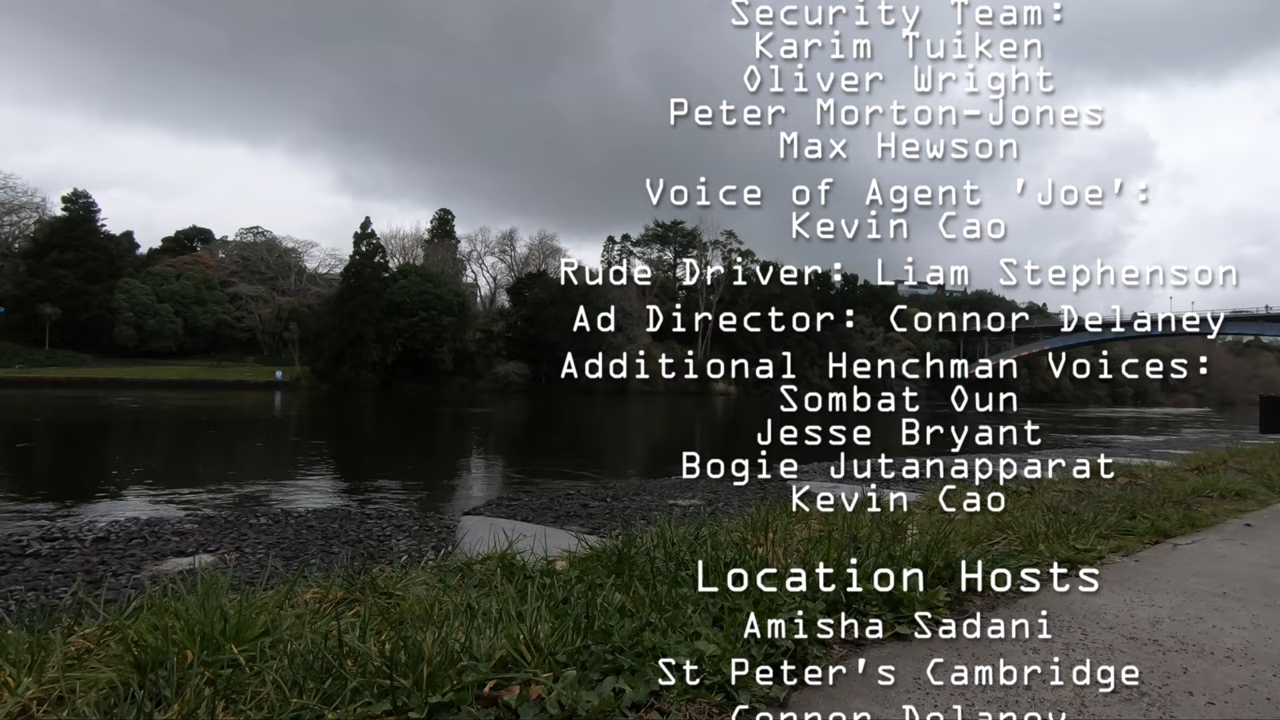 Security Team:
Karim Tuiken
Oliver Wright
Peter Morton-Jones
Max Hewson
Voice of Agent 'Joe':
Kevin Cao
Rude Driver: Liam Stephenson
Ad Director: Connor Delaney
Additional Henchman Voices:
Sombat Oun
Jesse Bryant
Bogie Jutanapparat
Kevin Cao
Location Hosts
Amisha Sadani
St Peter's Cambridge
Connor Delaney